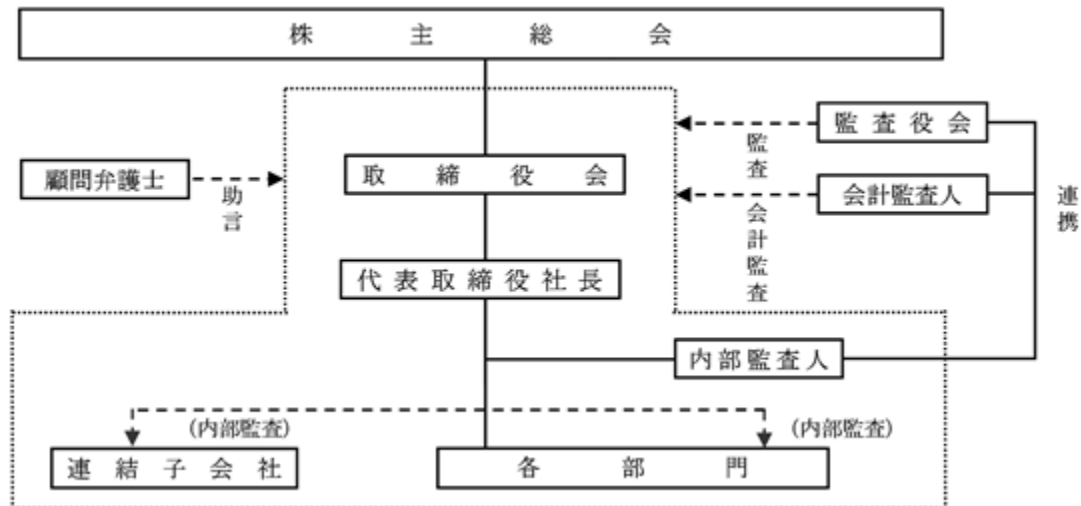 株主総会
監査役会
監査
取締役会
顧問弁護士
助言
会計監査人
連携
会計監査
代表取締役社長
内部監査人
(内部監査)
(内部監査)
連結子会社
各部門